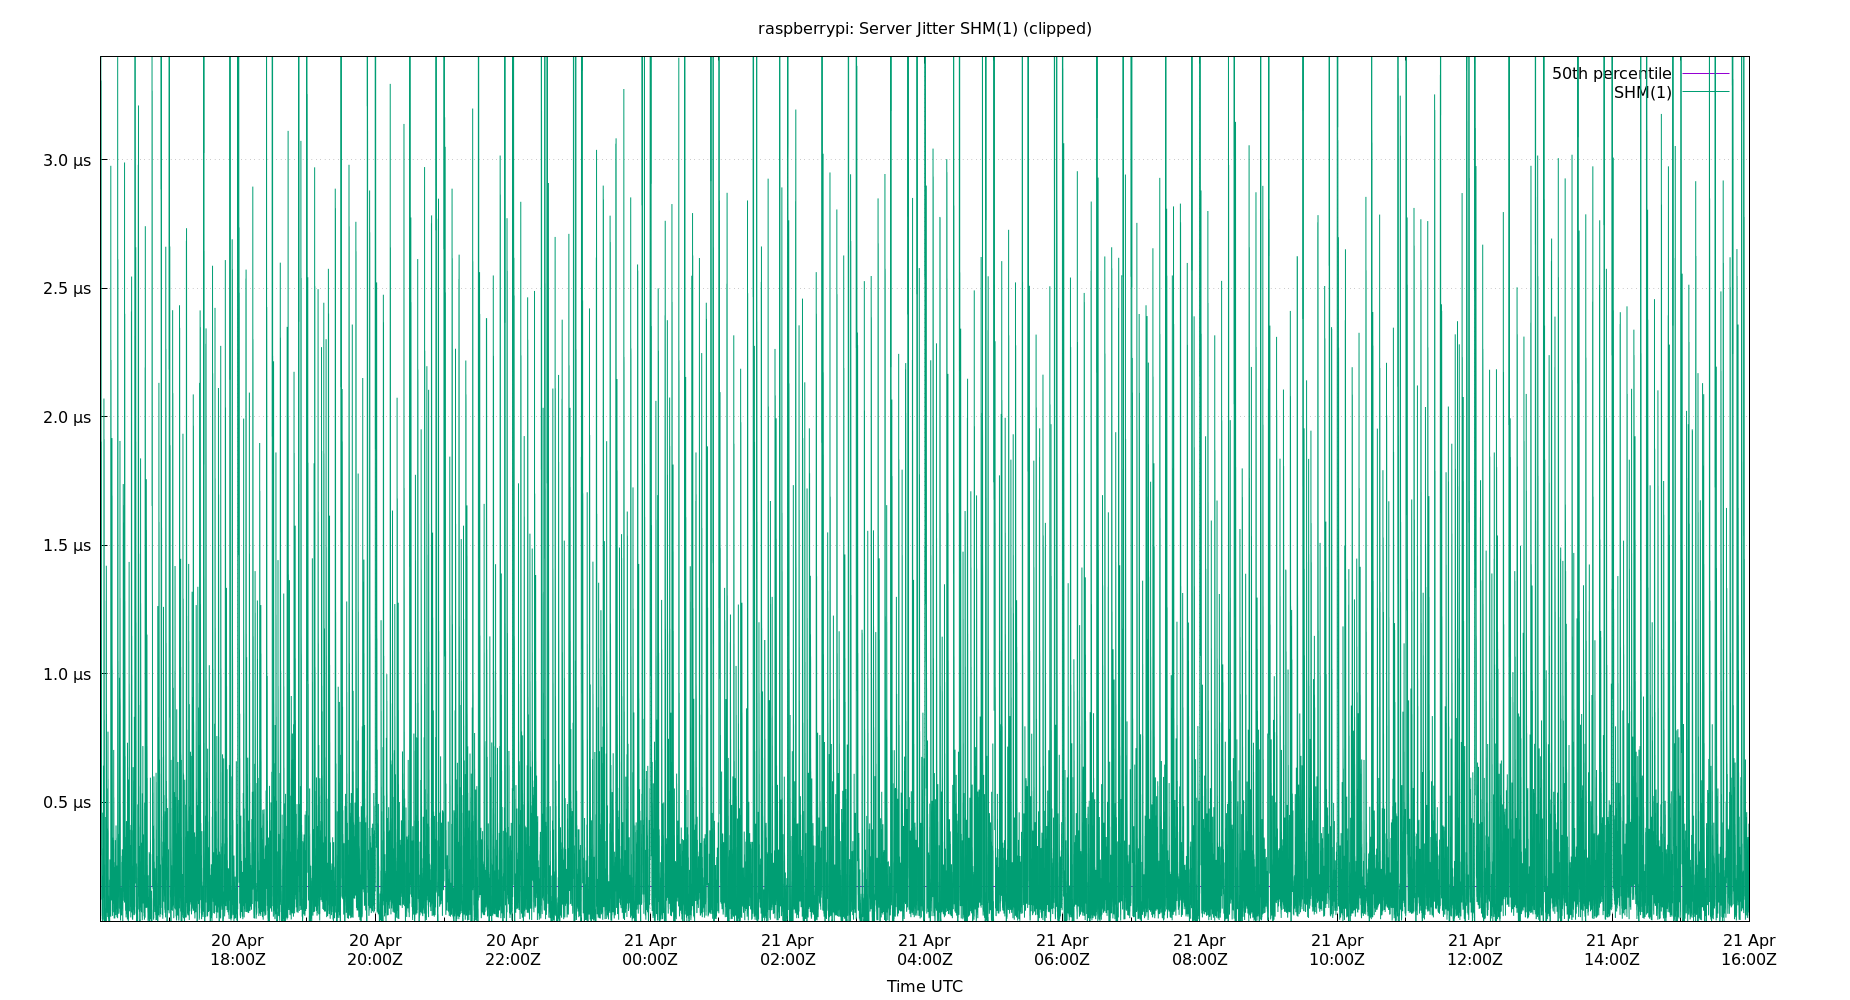 raspberrypi: Server Jitter SHM(1) (clipped)
50th percentile
SHM(1)
3.0 µs
2.5 µs
2.0 µs
1.5 µs
1.0 µs
0.5 µs
20 Apr 20 Apr 20 Apr 21 Apr 21 Apr 21 Apr 21 Apr 21 Apr 21 Apr 21 Apr 21 Apr 21 Apr
18:00Z 20:00Z 22:00Z 00:00Z 02:00Z 04:00Z 06:00Z 08:00Z 10:00Z 12:00Z 14:00Z 16:00Z
Time UTC